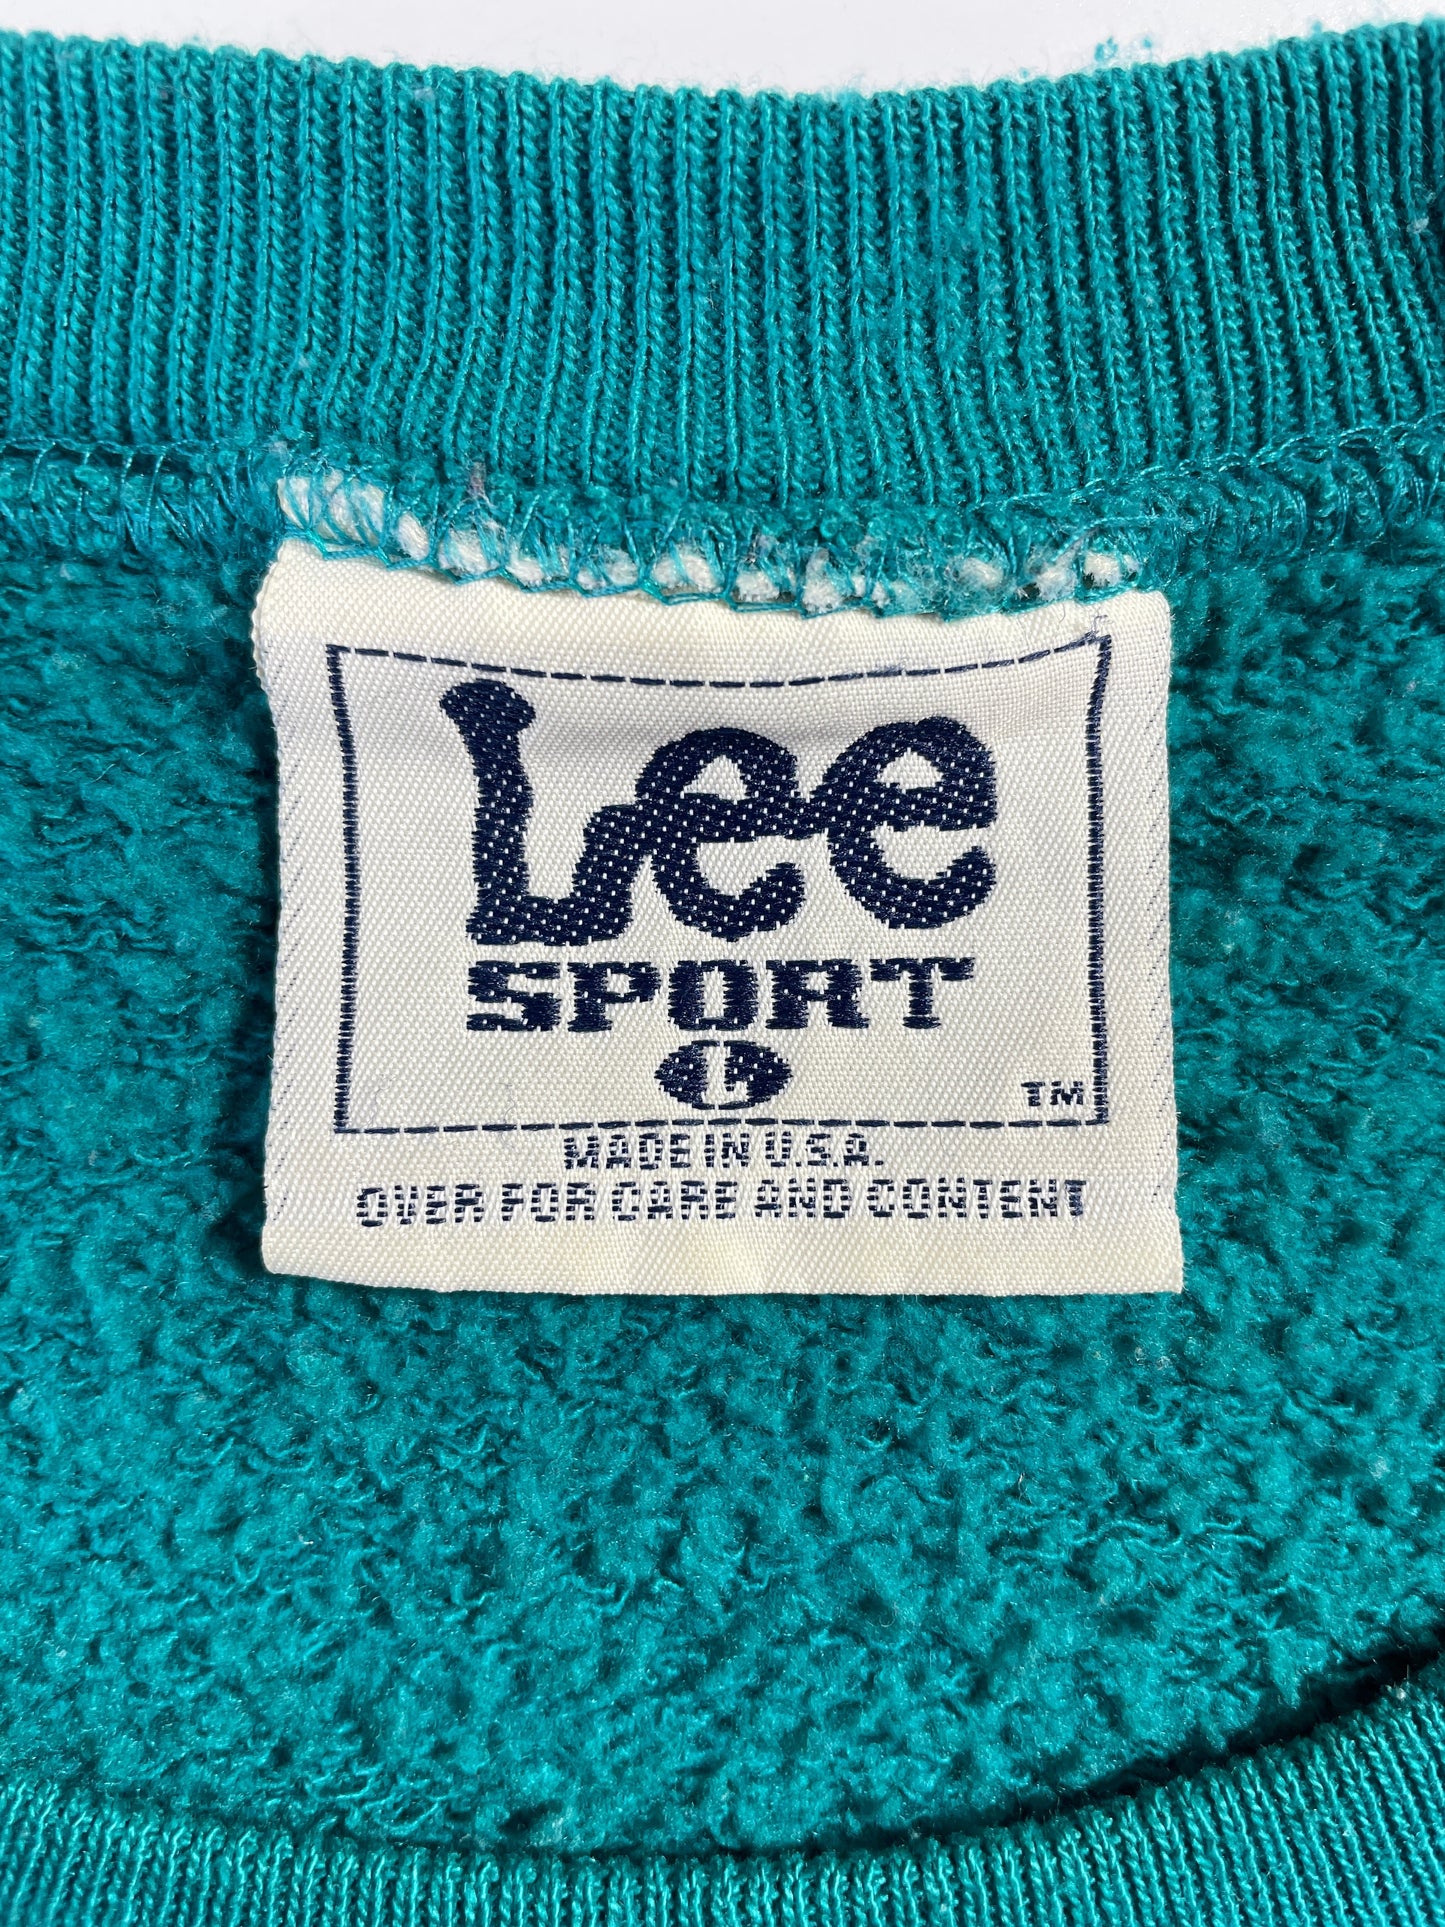 Lee
SPORT
L
TM
MADE IN U.S.A.
OVER FOR CARE AND CONTENT